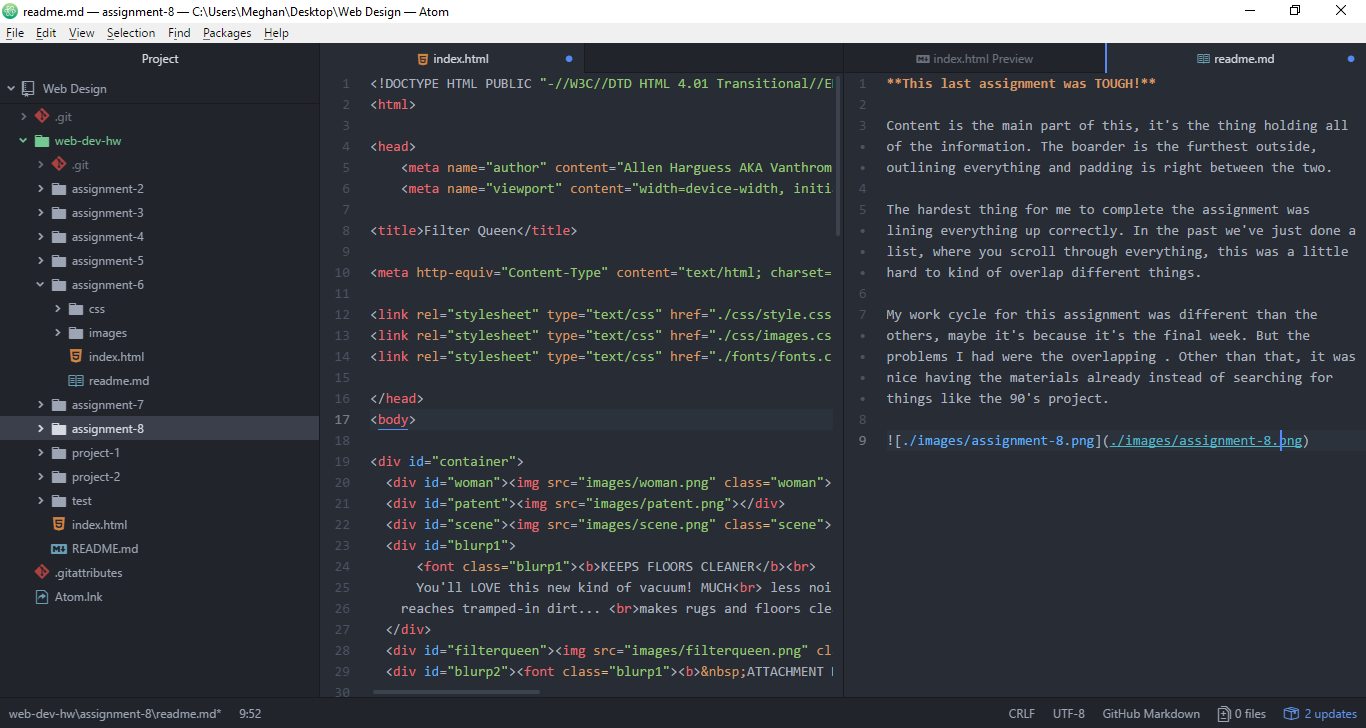 readme.md — assignment-8 — C:\Users\Meghan\Desktop\Web Design — Atom
File Edit View Selection Find Packages Help
Project
Web Design
.git
web-dev-hw
.git
assignment-2
assignment-3
assignment-4
assignment-5
assignment-6
css
images
index.html
readme.md
assignment-7
assignment-8
project-1
project-2
test
index.html
README.md
.gitattributes
Atom.lnk
index.html
1 <!DOCTYPE HTML PUBLIC "-//W3C//DTD HTML 4.01 Transitional//E
2 <html>
3
4 <head>
5 <meta name="author" content="Allen Harguess AKA Vanthrom
6 <meta name="viewport" content="width=device-width, initi
7
8 <title>Filter Queen</title>
9
10 <meta http-equiv="Content-Type" content="text/html; charset=
11
12 <link rel="stylesheet" type="text/css" href="./css/style.css
13 <link rel="stylesheet" type="text/css" href="./css/images.cs
14 <link rel="stylesheet" type="text/css" href="./fonts/fonts.c
15
16 </head>
17 <body>
18
19 <div id="container">
20 <div id="woman"><img src="images/woman.png" class="woman">
21 <div id="patent"><img src="images/patent.png"></div>
22 <div id="scene"><img src="images/scene.png" class="scene">
23 <div id="blurp1">
24 <font class="blurp1"><b>KEEPS FLOORS CLEANER</b><br>
25 You'll LOVE this new kind of vacuum! MUCH<br> less noi
26 reaches tramped-in dirt... <br>makes rugs and floors cle
27 </div>
28 <div id="filterqueen"><img src="images/filterqueen.png" cl
29 <div id="blurp2"><font class="blurp1"><b>&nbsp;ATTACHMENT
30
index.html Preview
readme.md
1 **This last assignment was TOUGH!**
2
3 Content is the main part of this, it's the thing holding all
of the information. The boarder is the furthest outside,
outlining everything and padding is right between the two.
4
5 The hardest thing for me to complete the assignment was
lining everything up correctly. In the past we've just done a
list, where you scroll through everything, this was a little
hard to kind of overlap different things.
6
7 My work cycle for this assignment was different than the
others, maybe it's because it's the final week. But the
problems I had were the overlapping . Other than that, it was
nice having the materials already instead of searching for
things like the 90's project.
8
9 ![./images/assignment-8.png](./images/assignment-8.png)
web-dev-hw\assignment-8\readme.md* 9:52
CRLF UTF-8 GitHub Markdown 0 files 2 updates